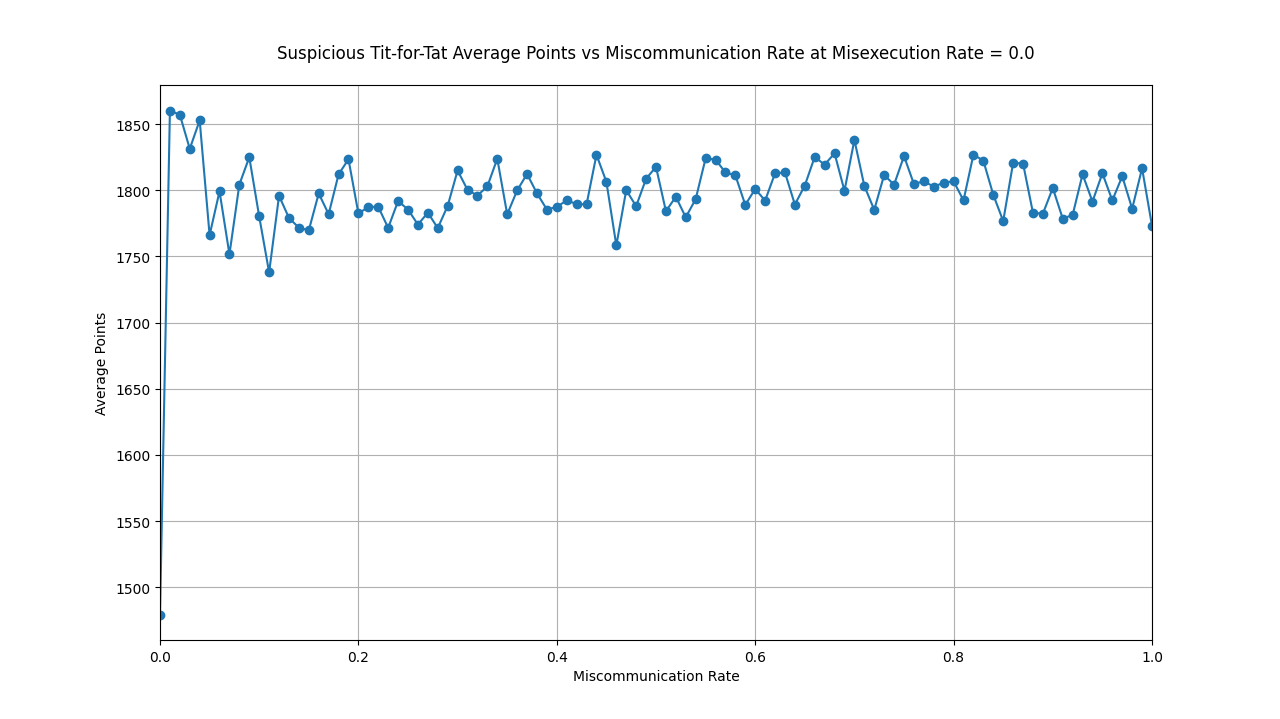 Suspicious Tit-for-Tat Average Points vs Miscommunication Rate at Misexecution Rate = 0.0
Average Points
1850
1800
1750
1700
1650
1600
1550
1500
0.0 0.2 0.4 0.6 0.8 1.0
Miscommunication Rate